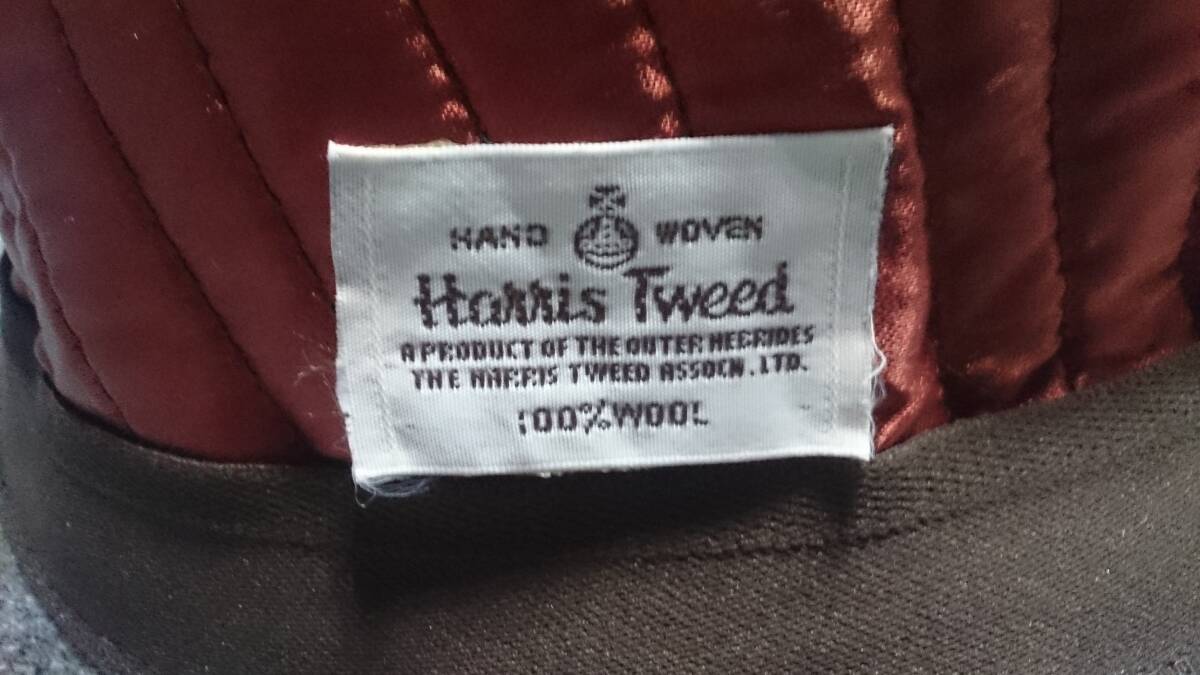 HAND WOVEN
Harris Tweed
A PRODUCT OF THE OUTER HEBRIDES
THE HARRIS TWEED ASSOCN. LTD.
100% WOOL